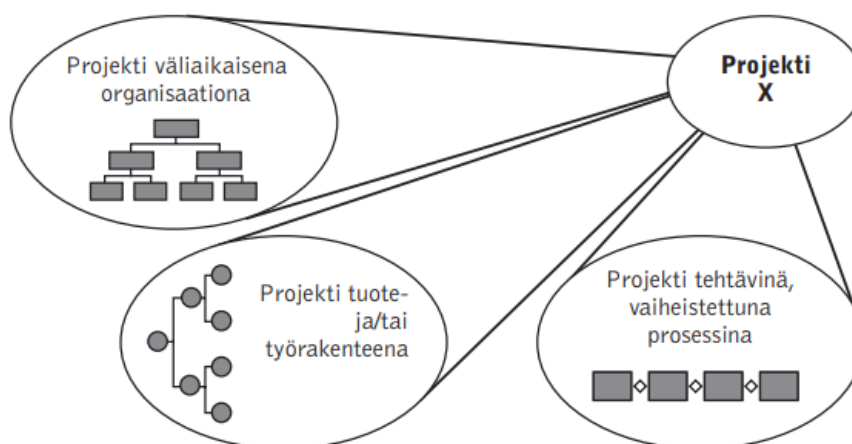 Projekti väliaikaisena
organisaationa
Projekti
X
Projekti tuote-
ja/tai
työrakenteena
Projekti tehtävinä,
vaiheistettuna
prosessina